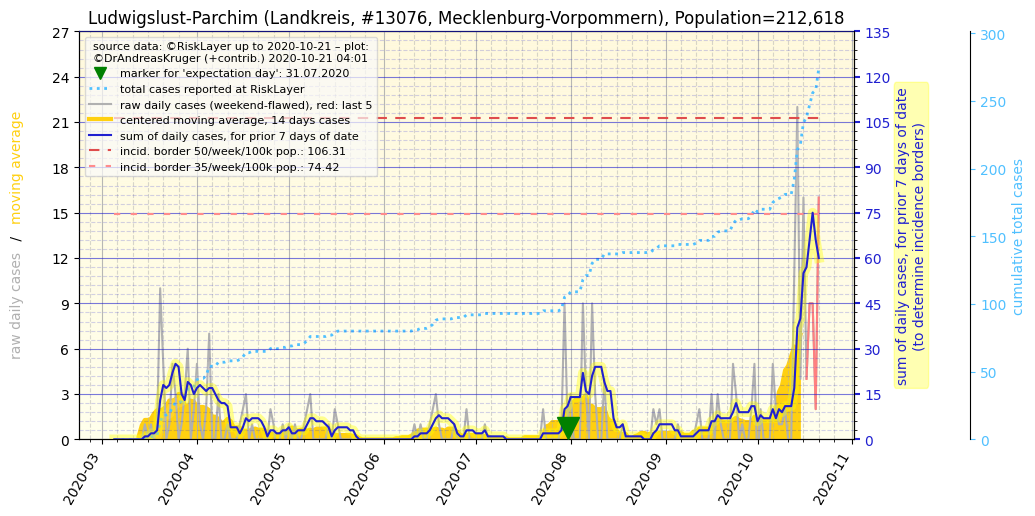 Ludwigslust-Parchim (Landkreis, #13076, Mecklenburg-Vorpommern), Population=212,618
source data: ©RiskLayer up to 2020-10-21 – plot:
©DrAndreasKruger (+contrib.) 2020-10-21 04:01
marker for 'expectation day': 31.07.2020
total cases reported at RiskLayer
raw daily cases (weekend-flawed), red: last 5
centered moving average, 14 days cases
sum of daily cases, for prior 7 days of date
incid. border 50/week/100k pop.: 106.31
incid. border 35/week/100k pop.: 74.42
raw daily cases / moving average
27
24
21
18
15
12
9
6
3
0
2020-03
2020-04
2020-05
2020-06
2020-07
2020-08
2020-09
2020-10
2020-11
135
120
105
90
75
60
45
30
15
0
sum of daily cases, for prior 7 days of date
(to determine incidence borders)
300
250
200
150
100
50
0
cumulative total cases